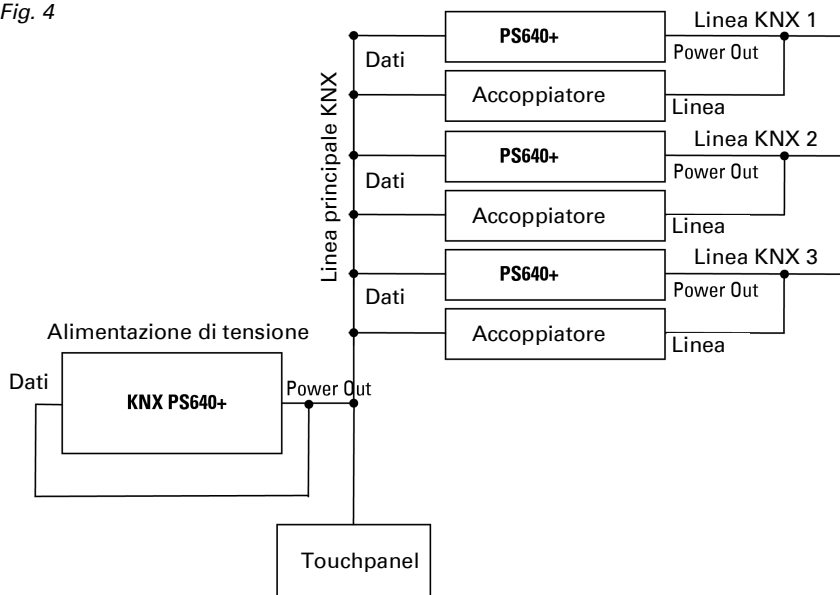 Fig. 4
Linea KNX 1
PS640+
Dati
Power Out
Accoppiatore
Linea
Linea principale KNX
Linea KNX 2
PS640+
Dati
Power Out
Accoppiatore
Linea
Linea KNX 3
PS640+
Dati
Power Out
Accoppiatore
Linea
Alimentazione di tensione
Dati
KNX PS640+
Power Out
Touchpanel